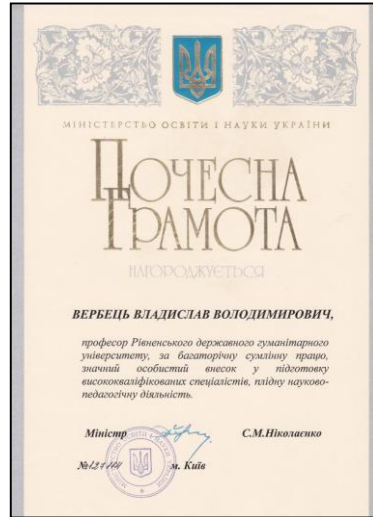 МІНІСТЕРСТВО ОСВІТИ І НАУКИ УКРАЇНИ
ПОЧЕСНА
ГРАМОТА
НАГОРОДЖУЄТЬСЯ
ВЕРБЕЦЬ ВЛАДИСЛАВ ВОЛОДИМИРОВИЧ,
професор Рівненського державного гуманітарного
університету, за багаторічну сумлінну працю,
значний особистий внесок у підготовку
висококваліфікованих спеціалістів, плідну науково-
педагогічну діяльність.
Міністр С.М.Ніколаєнко
№ м. Київ